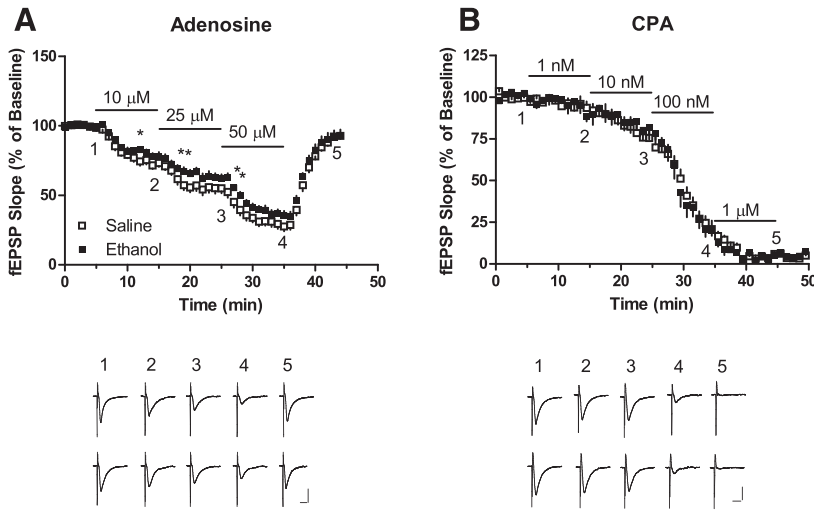 A
Adenosine
fEPSP Slope (% of Baseline)
150
100
50
0
10 µM
25 µM
50 µM
*
**
*
*
1
2
3
4
5
Saline
Ethanol
0 10 20 30 40 50
Time (min)
1 2 3 4 5
B
CPA
fEPSP Slope (% of Baseline)
125
100
75
50
25
0
1 nM
10 nM
100 nM
1 µM
1
2
3
4
5
0 10 20 30 40 50
Time (min)
1 2 3 4 5